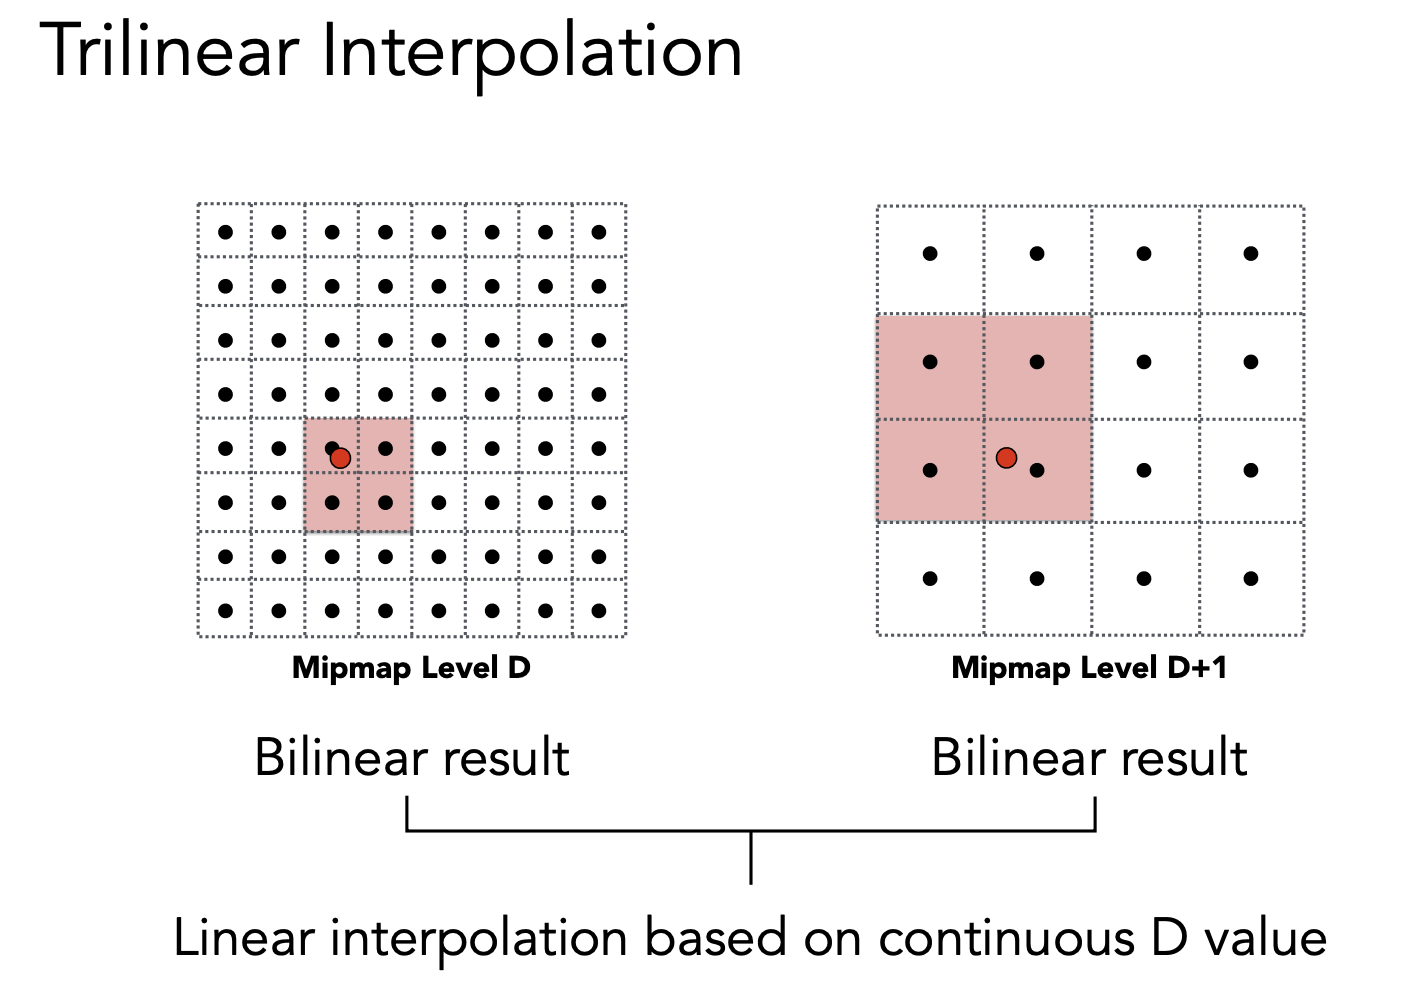 Trilinear Interpolation
Mipmap Level D
Mipmap Level D+1
Bilinear result
Bilinear result
Linear interpolation based on continuous D value